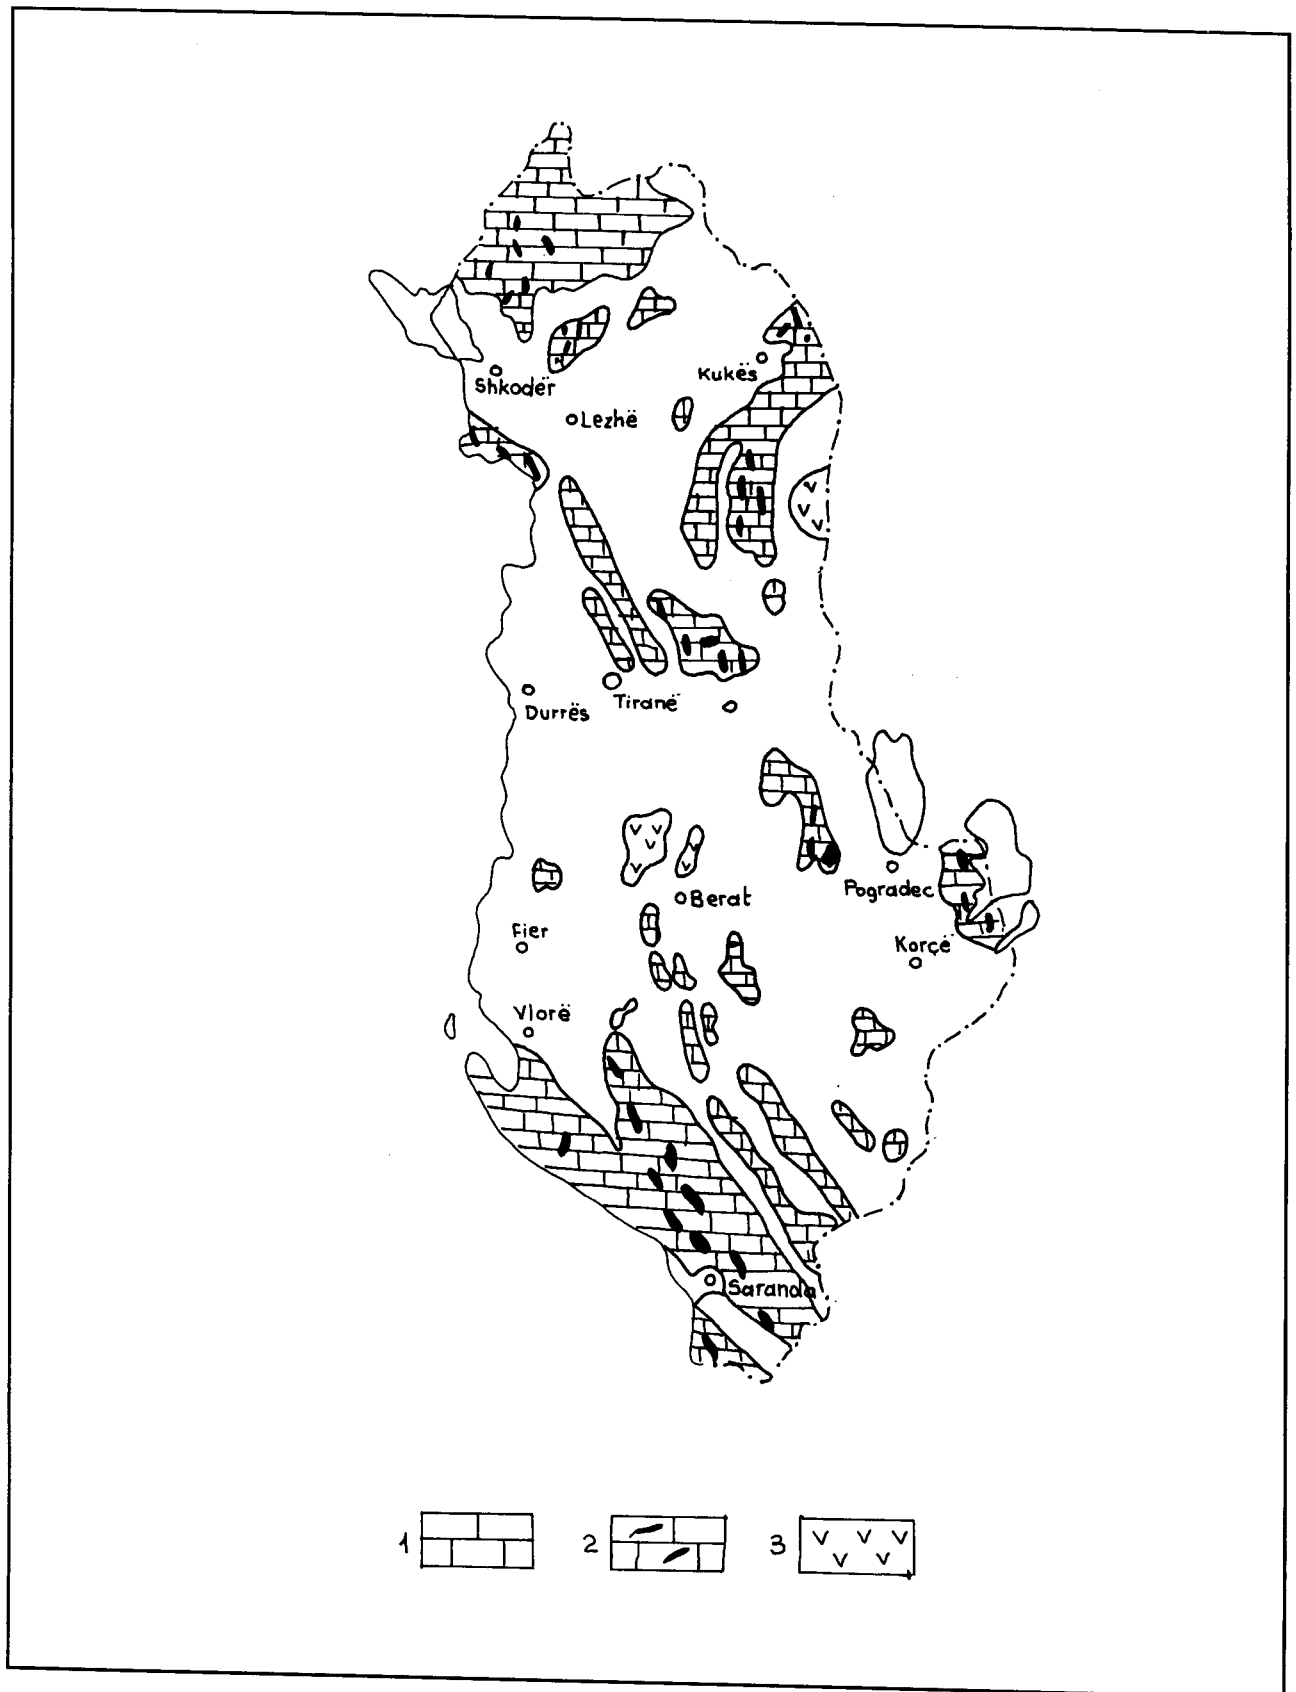 Shkodër
Kukës
Lezhë
Tiranë
Durrës
Pogradec
Berat
Fier
Korçë
Vlorë
Saranda
1
2
3